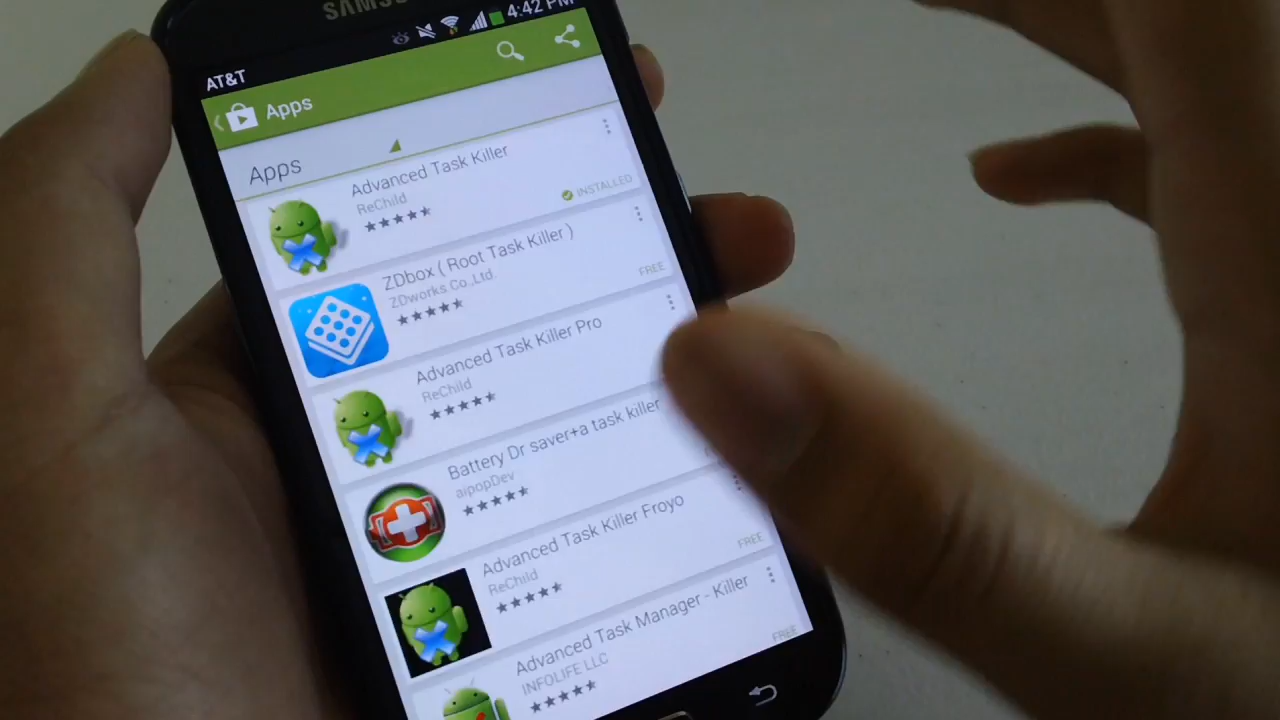 SAMSUNG
4:42 PM
AT&T
Apps
Apps
Advanced Task Killer
ReChild
INSTALLED
ZDbox ( Root Task Killer )
ZDworks Co.,Ltd.
FREE
Advanced Task Killer Pro
ReChild
Battery Dr saver+a task killer
aipopDev
Advanced Task Killer Froyo
ReChild
FREE
Advanced Task Manager - Killer
INFOLIFE LLC
FREE